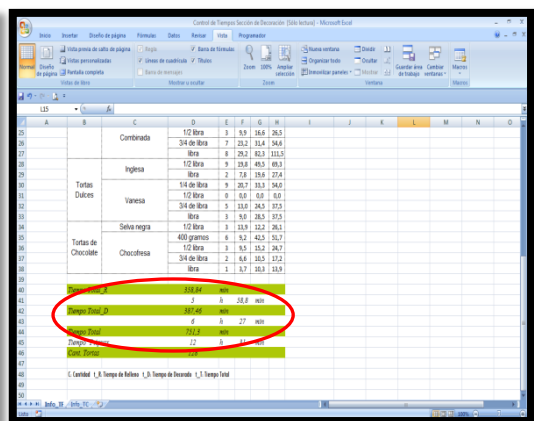 Control de Tiempos Sección de Decoración [Sólo lectura] - Microsoft Excel
Inicio Insertar Diseño de página Fórmulas Datos Revisar Vista Programador
Normal Diseño de página Vista previa de salto de página Vistas personalizadas Pantalla completa
Regla Barra de fórmulas Líneas de cuadrícula Títulos Barra de mensajes
Zoom 100% Ampliar selección
Nueva ventana Organizar todo Inmovilizar paneles Dividir Ocultar Mostrar
Guardar área de trabajo Cambiar ventanas Macros
Vistas de libro Mostrar u ocultar Zoom Ventana Macros
L15 fx
A B C D E F G H I J K L M N O
25 Combinada 1/2 libra 3 9,9 16,6 26,5
26 3/4 de libra 7 23,2 31,4 54,6
27 libra 8 29,2 82,3 111,5
28 Inglesa 1/2 libra 9 19,8 49,5 69,3
29 libra 2 7,8 19,6 27,4
30 Tortas Dulces Vanesa 1/4 de libra 9 20,7 33,3 54,0
31 1/2 libra 0 0,0 0,0 0,0
32 3/4 de libra 5 13,0 24,5 37,5
33 libra 3 9,0 28,5 37,5
34 Tortas de Chocolate Selva negra 1/2 libra 3 13,9 12,2 26,1
35 Chocofresa 400 gramos 6 9,2 42,5 51,7
36 1/2 libra 3 9,5 15,2 24,7
37 3/4 de libra 2 6,6 10,5 17,2
38 libra 1 3,7 10,3 13,9
39
40 Tiempo Total_R 358,84 min
41 5 h 58,8 min
42 Tiempo Total_D 387,46 min
43 6 h 27 min
44 Tiempo Total min
45 12 h 31 min
46 Cant. Tortas
47
48 C. Cantidad t_R. Tiempo de Relleno t_D. Tiempo de Decorado t_T. Tiempo Total
49
50
Info_TF Info_TC
Listo 100%